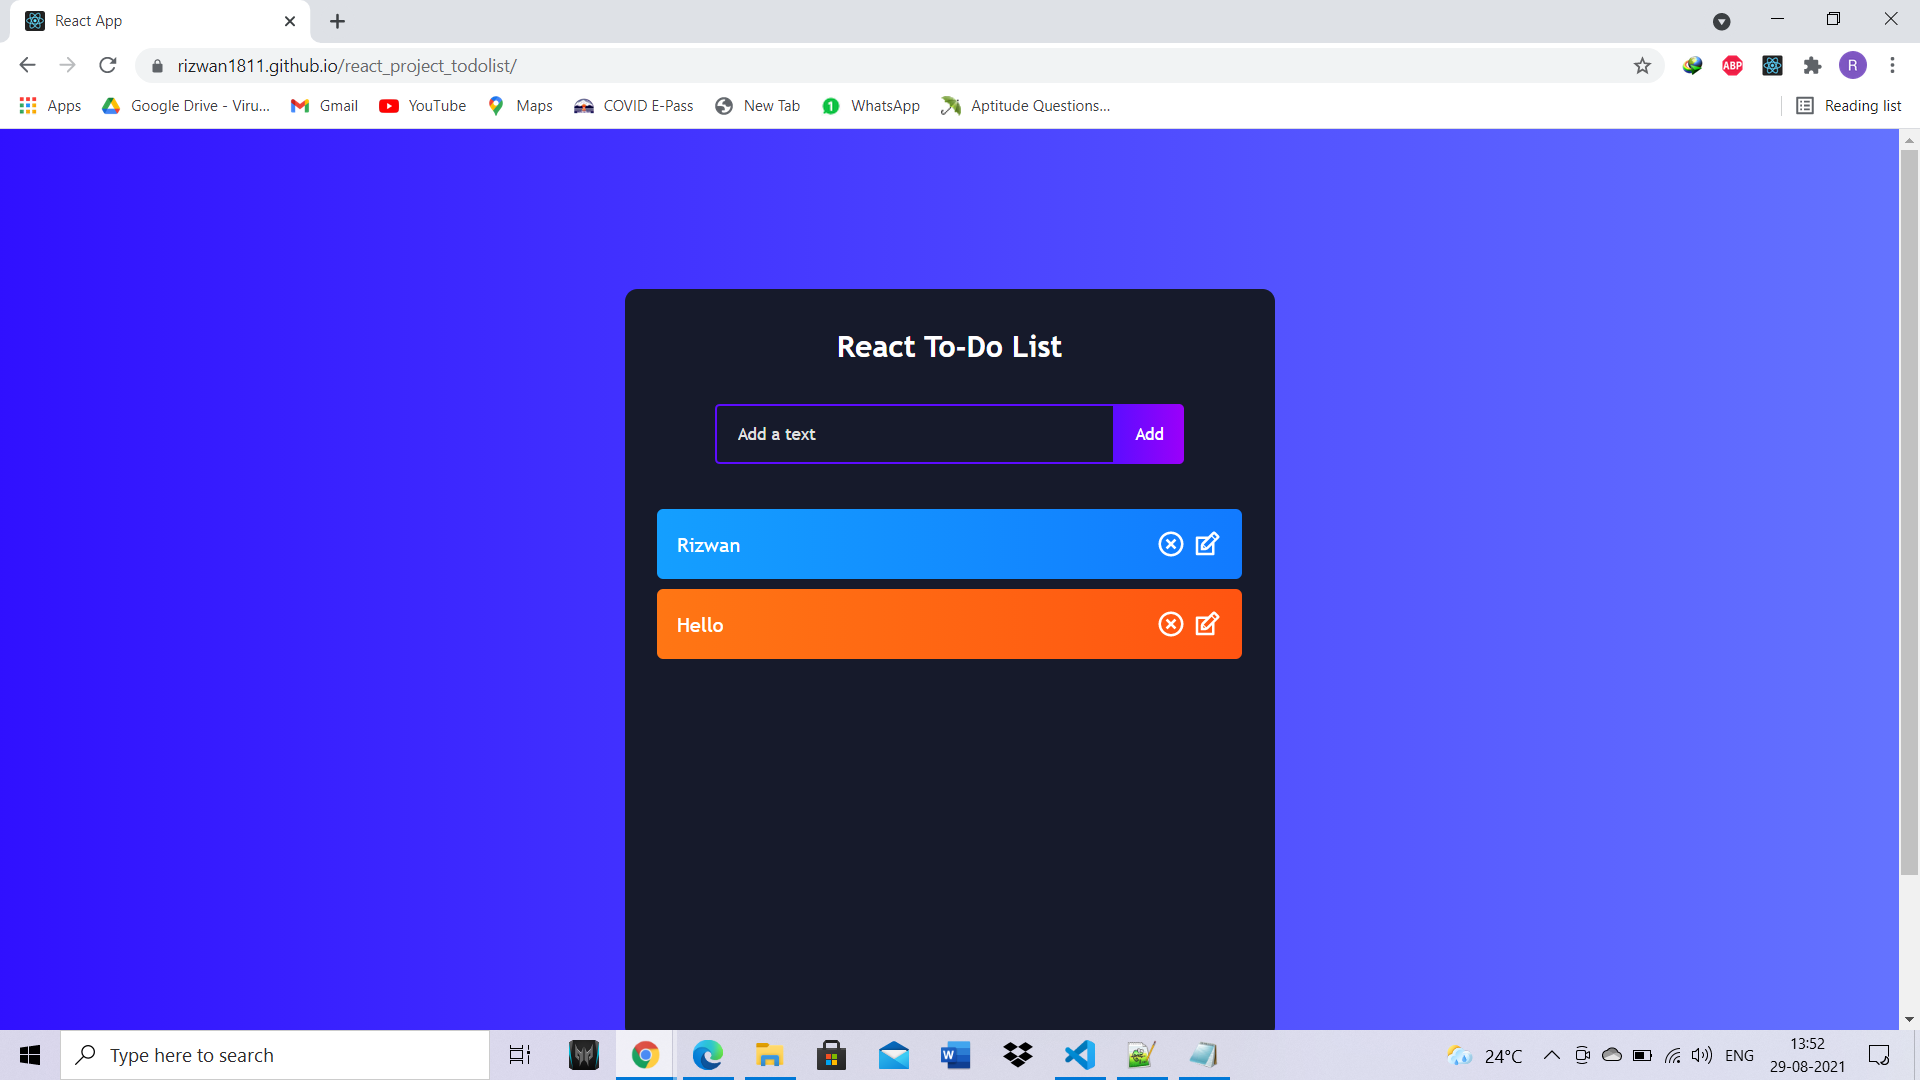 React App
rizwan1811.github.io/react_project_todolist/
ABP
R
Apps
Google Drive - Viru...
Gmail
YouTube
Maps
COVID E-Pass
New Tab
1
WhatsApp
Aptitude Questions...
Reading list
React To-Do List
Add a text
Add
Rizwan
Hello
Type here to search
W
24°C
ENG
13:52
29-08-2021